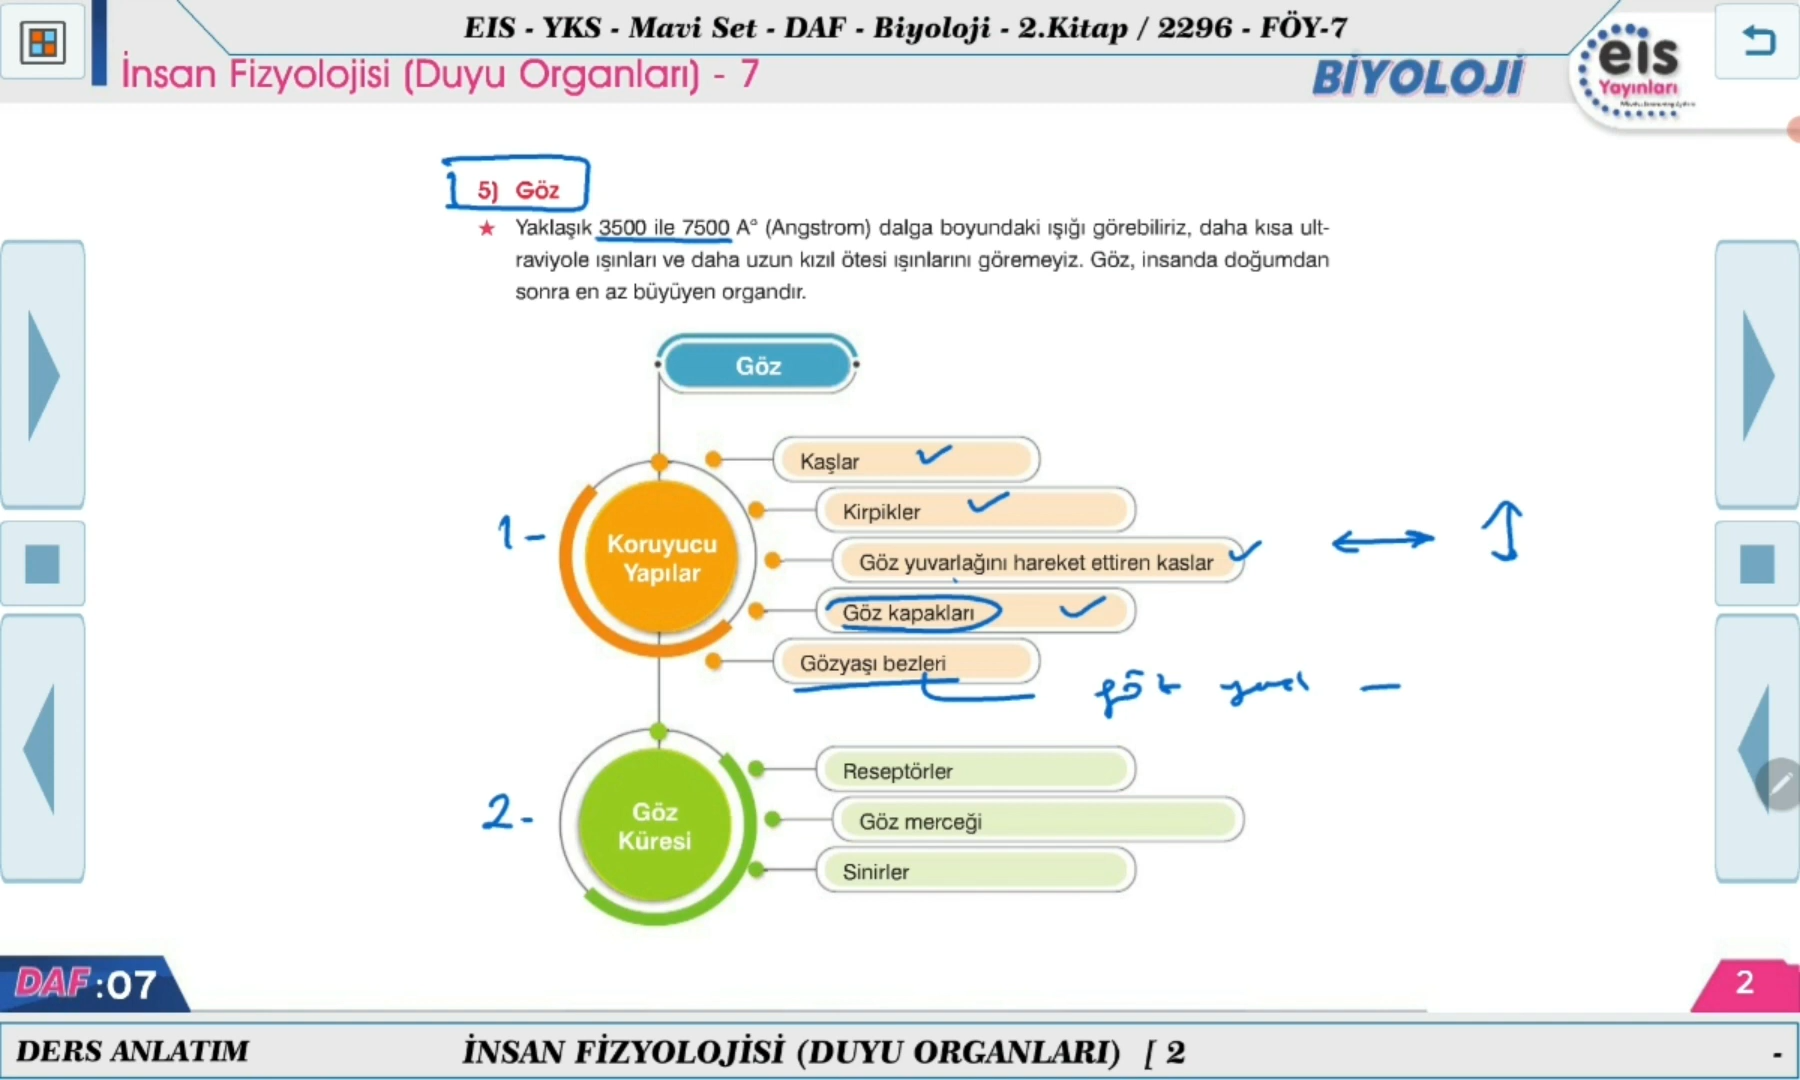 EIS - YKS - Mavi Set - DAF - Biyoloji - 2.Kitap / 2296 - FÖY-7
İnsan Fizyolojisi (Duyu Organları) - 7
BİYOLOJİ
eis
Yayınları
5) Göz
★ Yaklaşık 3500 ile 7500 A° (Angstrom) dalga boyundaki ışığı görebiliriz, daha kısa ult-
raviyole ışınları ve daha uzun kızıl ötesi ışınlarını göremeyiz. Göz, insanda doğumdan
sonra en az büyüyen organdır.
Göz
1-
Koruyucu
Yapılar
Kaşlar
Kirpikler
Göz yuvarlağını hareket ettiren kaslar
Göz kapakları
Gözyaşı bezleri
göz
2-
Göz
Küresi
Reseptörler
Göz merceği
Sinirler
DAF:07
2
DERS ANLATIM
İNSAN FİZYOLOJİSİ (DUYU ORGANLARI) [ 2
-